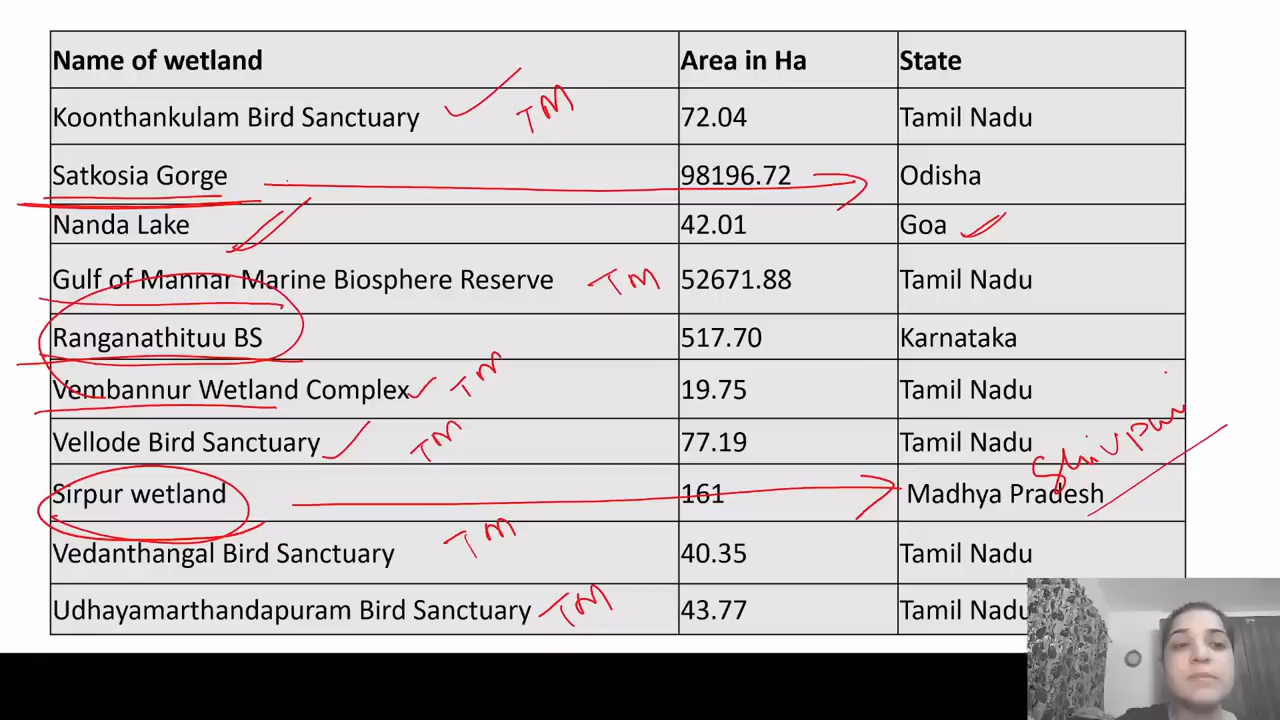 Name of wetland Area in Ha State
Koonthankulam Bird Sanctuary TM 72.04 Tamil Nadu
Satkosia Gorge 98196.72 Odisha
Nanda Lake 42.01 Goa
Gulf of Mannar Marine Biosphere Reserve TM 52671.88 Tamil Nadu
Ranganathituu BS 517.70 Karnataka
Vembannur Wetland Complex TM 19.75 Tamil Nadu
Vellode Bird Sanctuary TM 77.19 Tamil Nadu
Shivpuri
Sirpur wetland 161 Madhya Pradesh
Vedanthangal Bird Sanctuary TM 40.35 Tamil Nadu
Udhayamarthandapuram Bird Sanctuary TM 43.77 Tamil Nadu